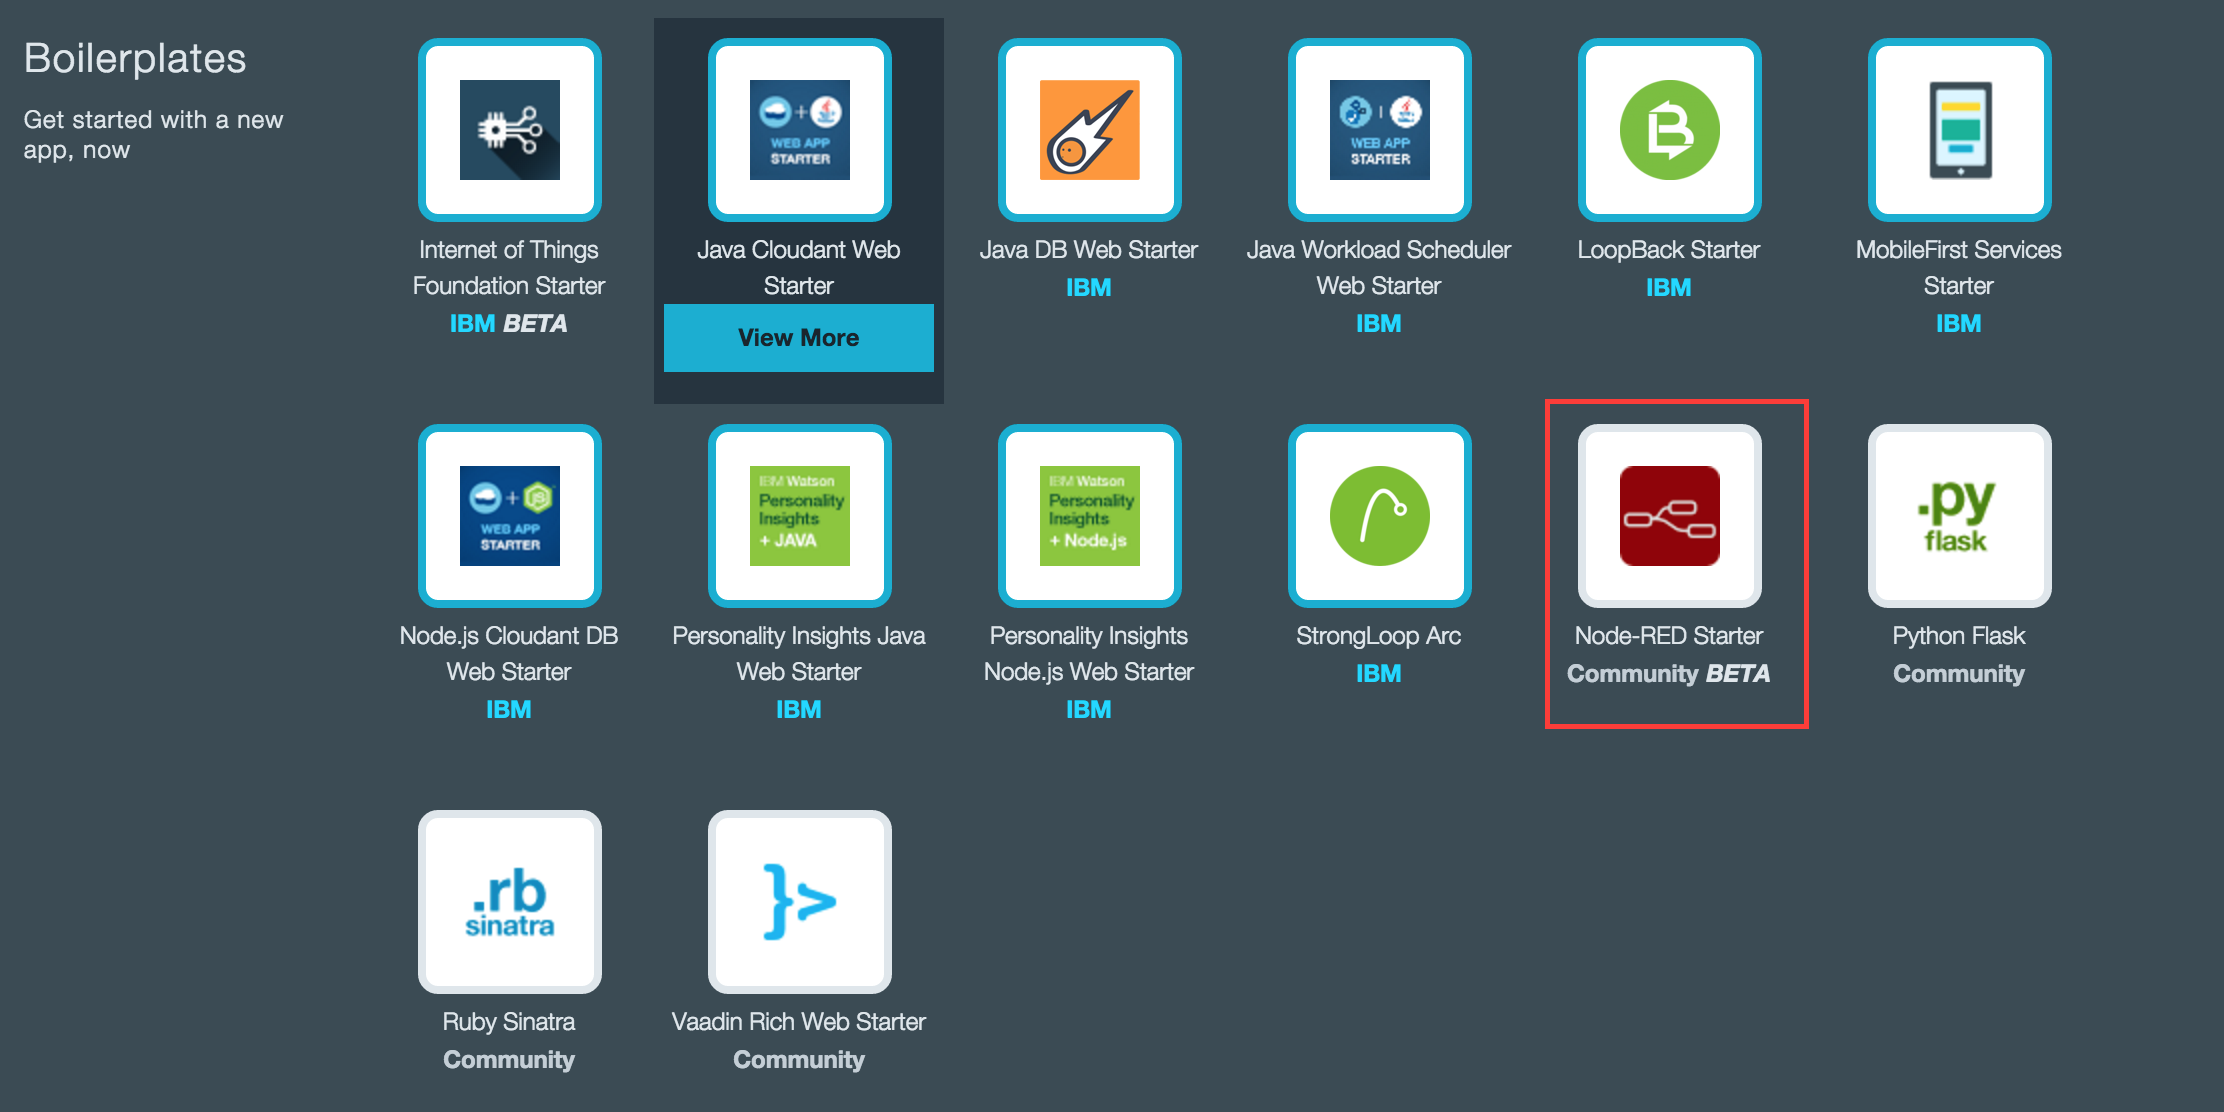 Boilerplates
Get started with a new
app, now
WEB APP
STARTER
Internet of Things
Foundation Starter
IBM BETA
Java Cloudant Web
Starter
View More
Java DB Web Starter
IBM
WEB APP
STARTER
Java Workload Scheduler
Web Starter
IBM
LoopBack Starter
IBM
MobileFirst Services
Starter
IBM
JS
WEB APP
STARTER
Node.js Cloudant DB
Web Starter
IBM
IBM Watson
Personality
Insights
+ JAVA
Personality Insights Java
Web Starter
IBM
IBM Watson
Personality
Insights
+ Node.js
Personality Insights
Node.js Web Starter
IBM
StrongLoop Arc
IBM
Node-RED Starter
Community BETA
.py
flask
Python Flask
Community
.rb
sinatra
Ruby Sinatra
Community
}>
Vaadin Rich Web Starter
Community